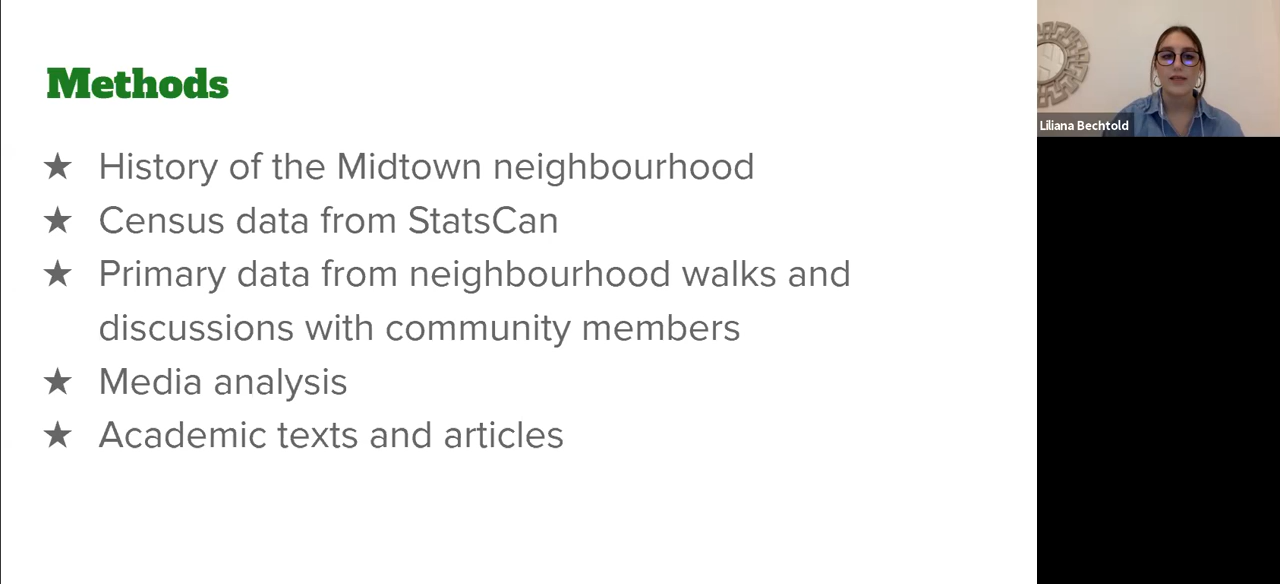 Methods
★ History of the Midtown neighbourhood
★ Census data from StatsCan
★ Primary data from neighbourhood walks and
discussions with community members
★ Media analysis
★ Academic texts and articles
Liliana Bechtold